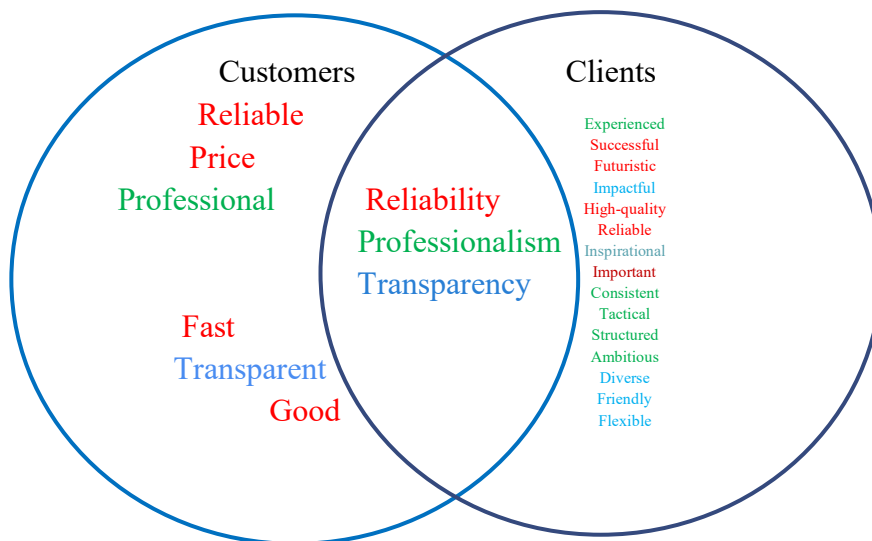 Customers
Reliable
Price
Professional
Fast
Transparent
Good
Reliability
Professionalism
Transparency
Clients
Experienced
Successful
Futuristic
Impactful
High-quality
Reliable
Inspirational
Important
Consistent
Tactical
Structured
Ambitious
Diverse
Friendly
Flexible